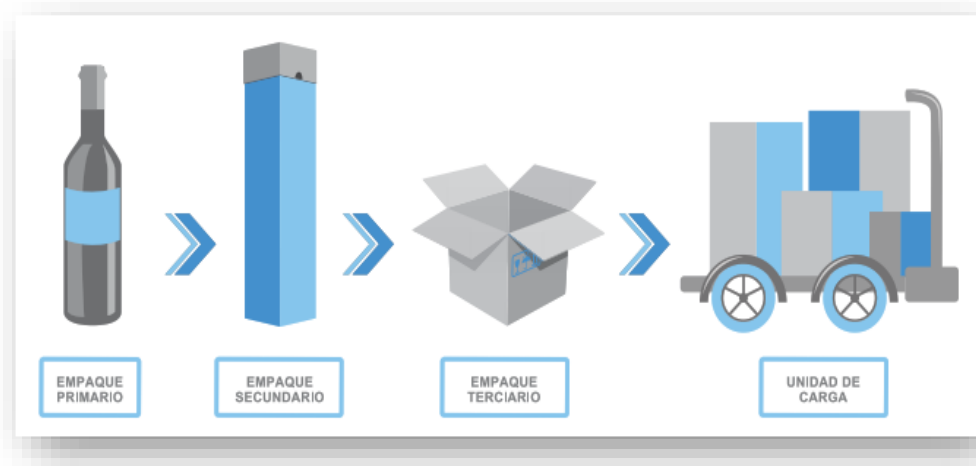 EMPAQUE
PRIMARIO
EMPAQUE
SECUNDARIO
EMPAQUE
TERCIARIO
UNIDAD DE
CARGA